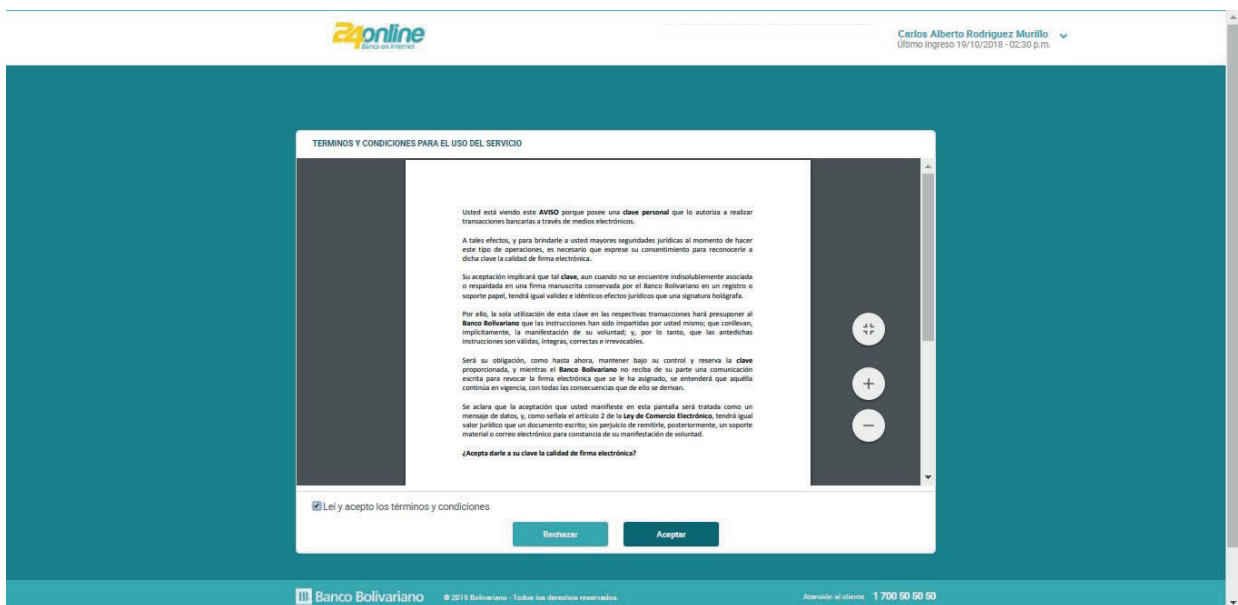 24online
Banca en Internet
Carlos Alberto Rodriguez Murillo
Último Ingreso 19/10/2018 - 02:30 p.m.
TERMINOS Y CONDICIONES PARA EL USO DEL SERVICIO
Usted está viendo este AVISO porque posee una clave personal que lo autoriza a realizar
transacciones bancarias a través de medios electrónicos.
A tales efectos, y para brindarle a usted mayores seguridades jurídicas al momento de hacer
este tipo de operaciones, es necesario que exprese su consentimiento para reconocerle a
dicha clave la calidad de firma electrónica.
Su aceptación implicará que tal clave, aun cuando no se encuentre indisolublemente asociada
o respaldada en una firma manuscrita conservada por el Banco Bolivariano en un registro o
soporte papel, tendrá igual validez e idénticos efectos jurídicos que una signatura hológrafa.
Por ello, la sola utilización de esta clave en las respectivas transacciones hará presuponer al
Banco Bolivariano que las instrucciones han sido impartidas por usted mismo; que conllevan,
implícitamente, la manifestación de su voluntad; y, por lo tanto, que las antedichas
instrucciones son válidas, íntegras, correctas e irrevocables.
Será su obligación, como hasta ahora, mantener bajo su control y reserva la clave
proporcionada, y mientras el Banco Bolivariano no reciba de su parte una comunicación
escrita para revocar la firma electrónica que se le ha asignado, se entenderá que aquélla
continúa en vigencia, con todas las consecuencias que de ello se derivan.
Se aclara que la aceptación que usted manifieste en esta pantalla será tratada como un
mensaje de datos, y, como señala el artículo 2 de la Ley de Comercio Electrónico, tendrá igual
valor jurídico que un documento escrito; sin perjuicio de remitirle, posteriormente, un soporte
material o correo electrónico para constancia de su manifestación de voluntad.
¿Acepta darle a su clave la calidad de firma electrónica?
Leí y acepto los términos y condiciones
Rechazar Aceptar
Banco Bolivariano © 2016 Bolivariano - Todos los derechos reservados. Atención al cliente 1 700 50 50 50